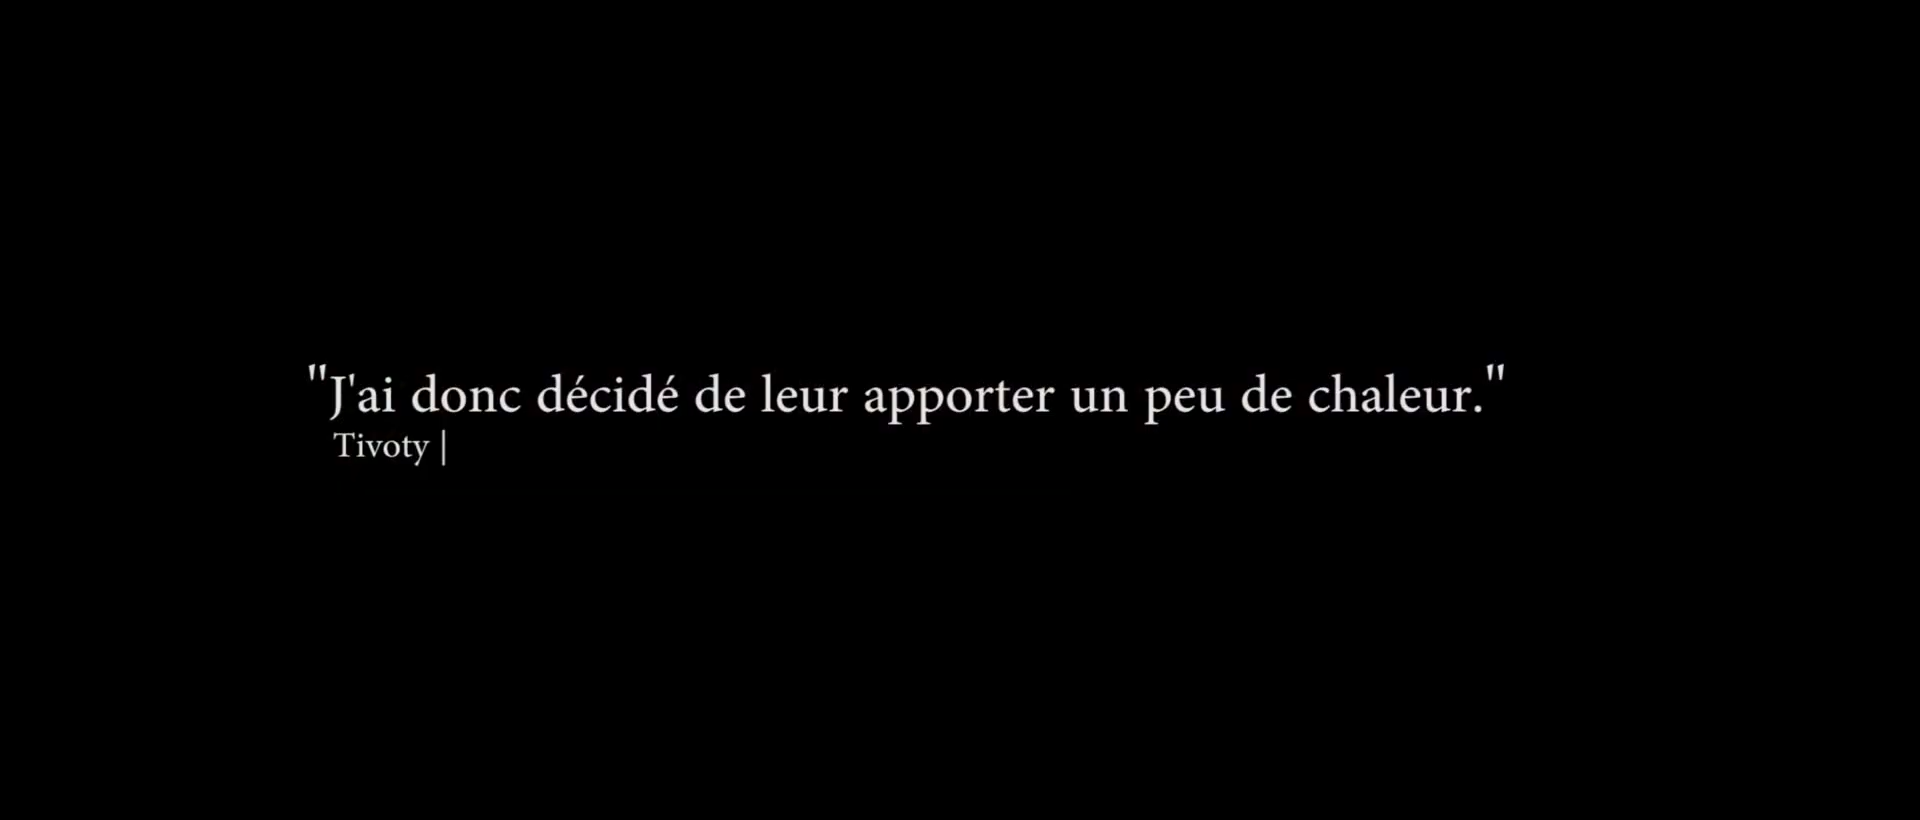 "J'ai donc décidé de leur apporter un peu de chaleur."
Tivoty |